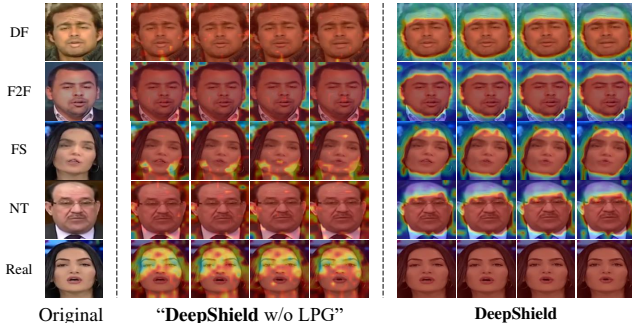 DF
F2F
FS
NT
Real
Original
“DeepShield w/o LPG”
DeepShield